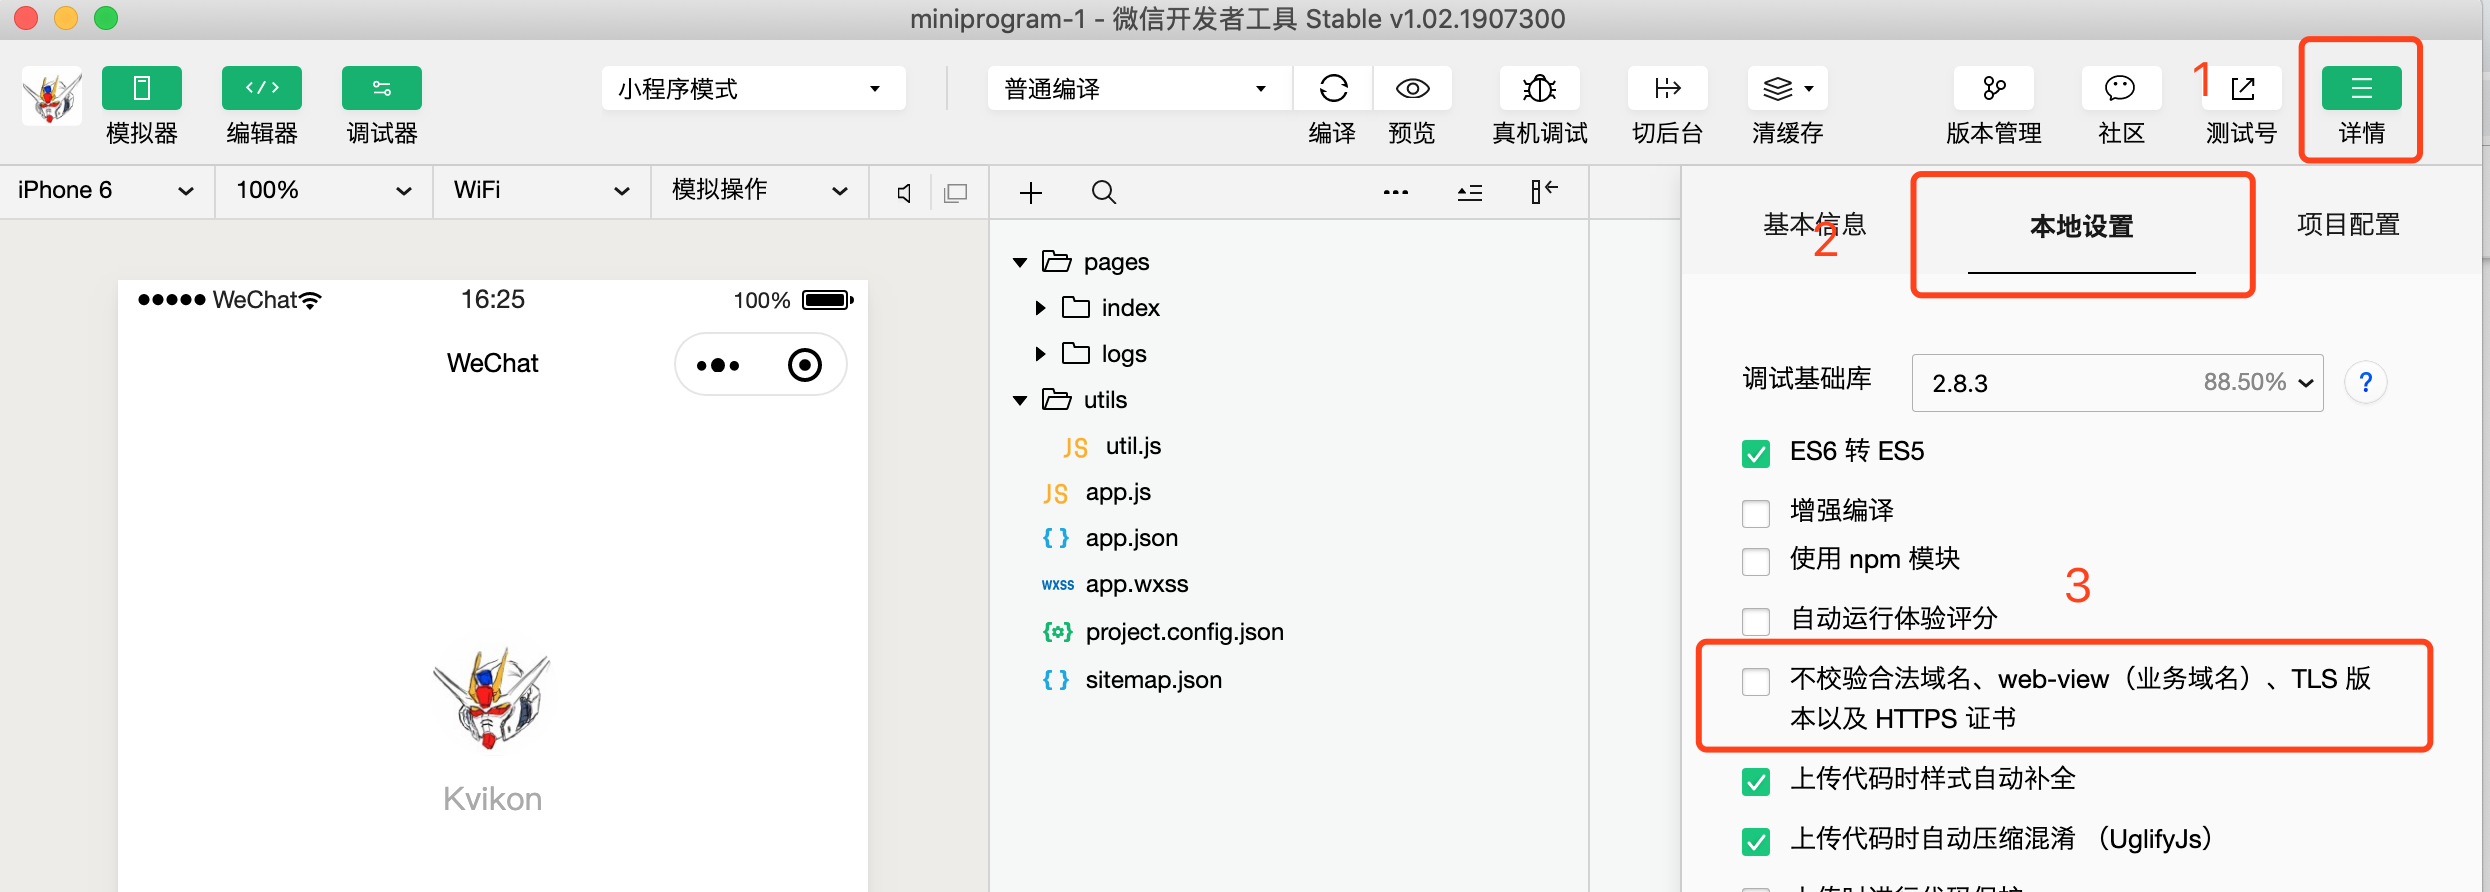 miniprogram-1 - 微信开发者工具 Stable v1.02.1907300
模拟器
编辑器
调试器
小程序模式
普通编译
编译
预览
真机调试
切后台
清缓存
版本管理
社区
1
测试号
详情
iPhone 6
100%
WiFi
模拟操作
WeChat
16:25
100%
WeChat
Kvikon
pages
index
logs
utils
JS util.js
JS app.js
{ } app.json
WXSS app.wxss
project.config.json
{ } sitemap.json
基本信息
2
本地设置
项目配置
调试基础库
2.8.3
88.50%
?
ES6 转 ES5
增强编译
使用 npm 模块
3
自动运行体验评分
不校验合法域名、web-view（业务域名）、TLS 版
本以及 HTTPS 证书
上传代码时样式自动补全
上传代码时自动压缩混淆 （UglifyJs）